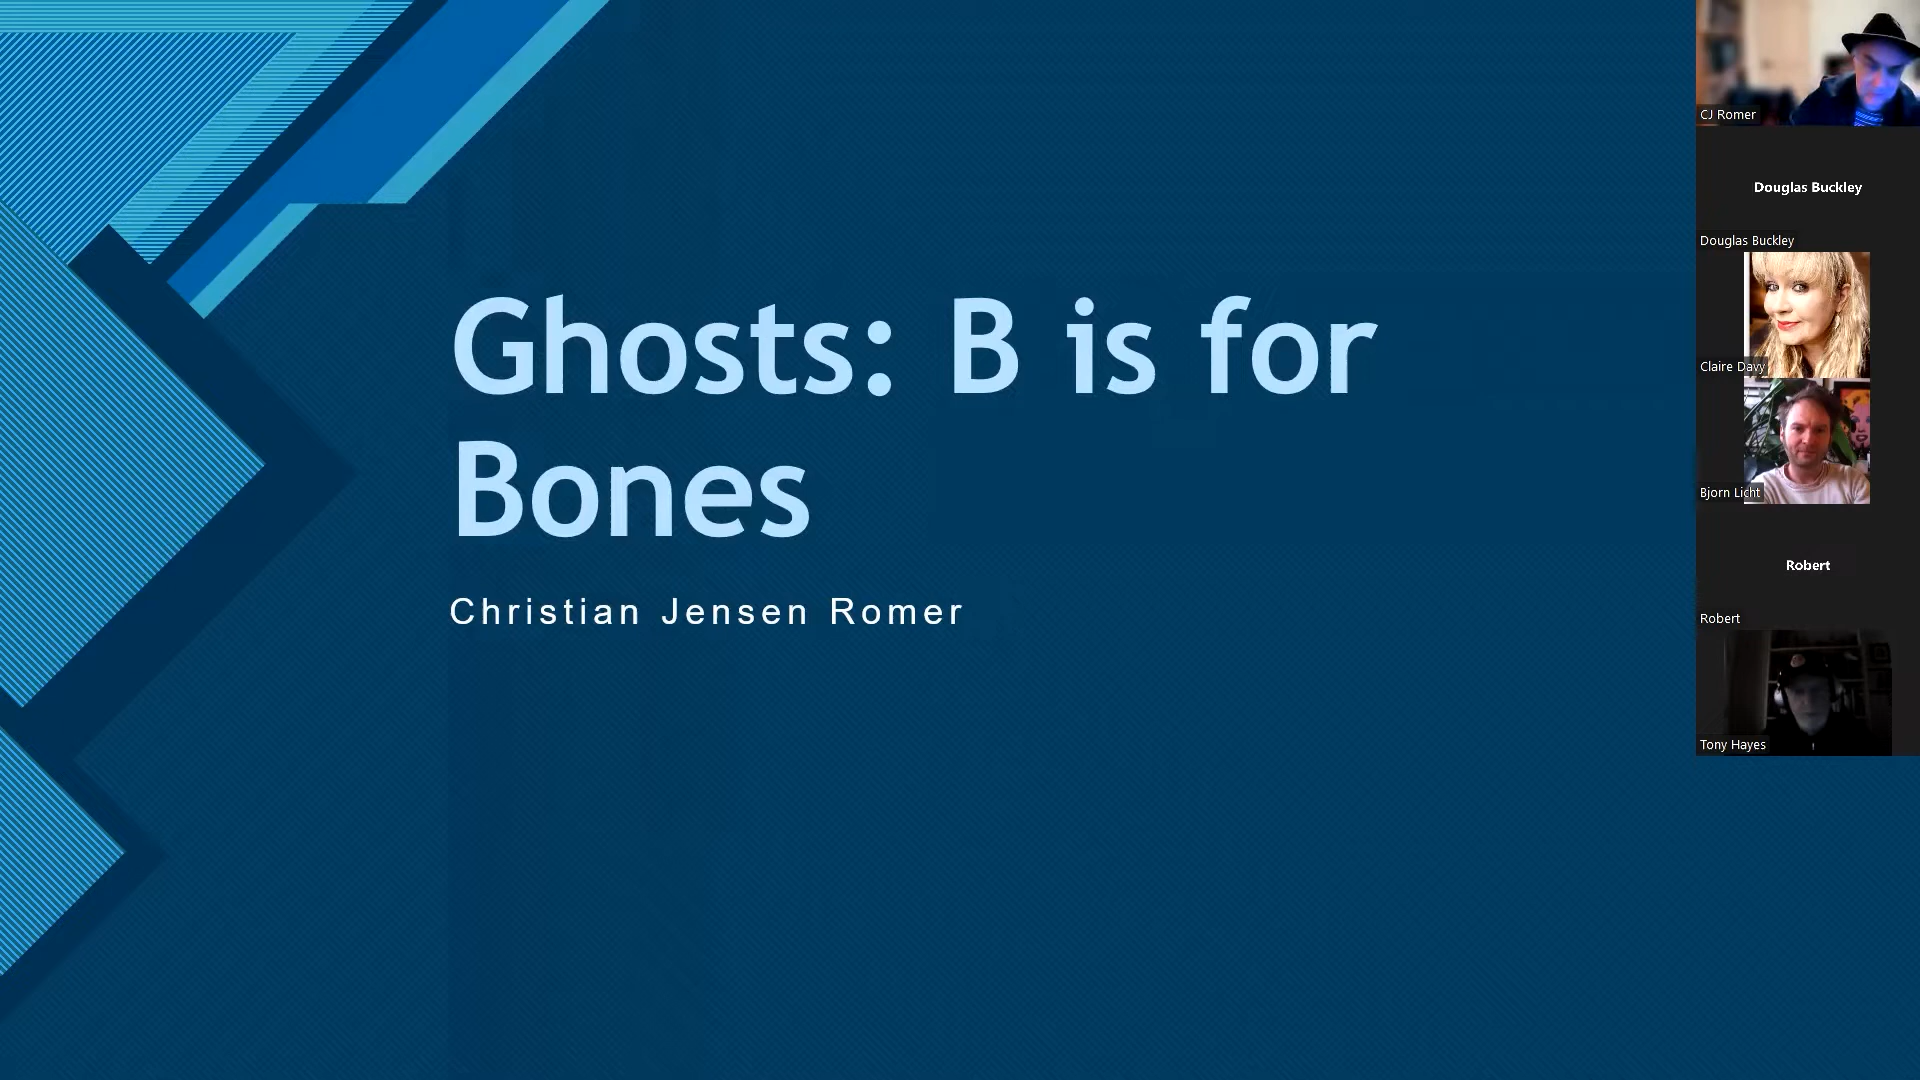 Ghosts: B is for
Bones
Christian Jensen Romer
CJ Romer
Douglas Buckley
Douglas Buckley
Claire Davy
Bjorn Licht
Robert
Robert
Tony Hayes